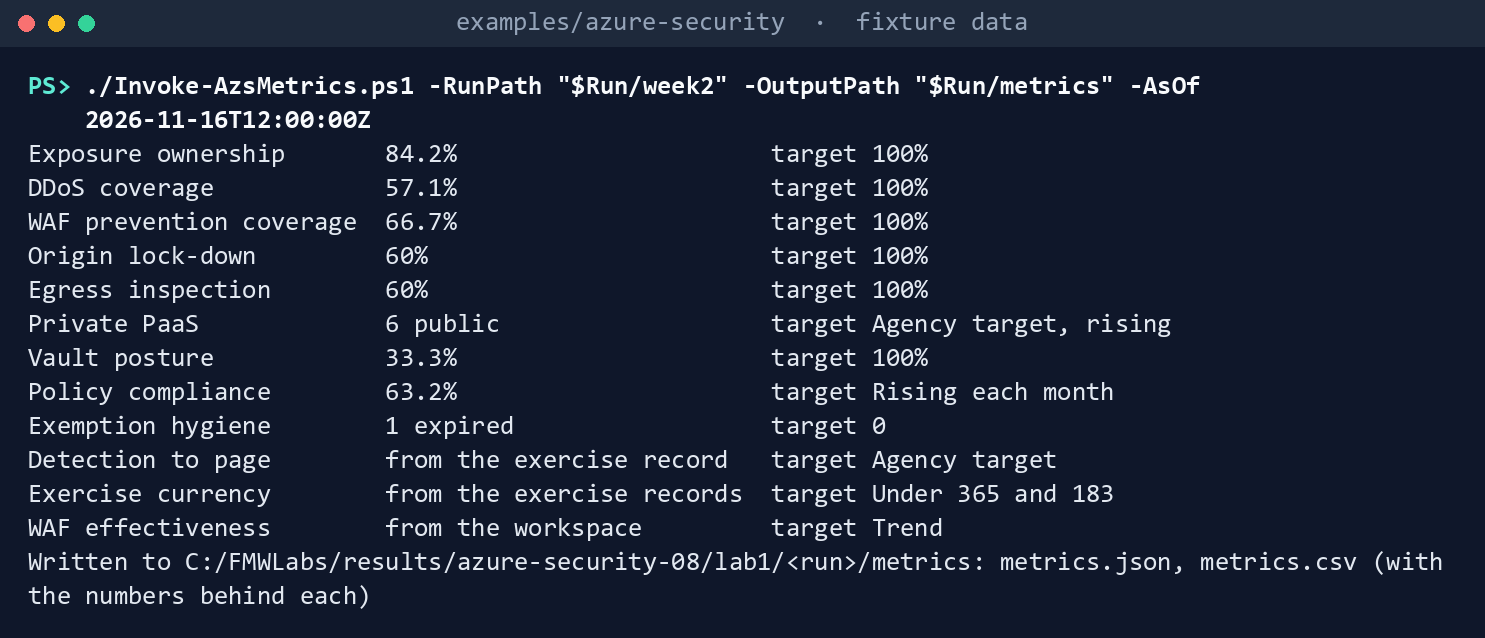 examples/azure-security · fixture data
PS> ./Invoke-AzsMetrics.ps1 -RunPath "$Run/week2" -OutputPath "$Run/metrics" -AsOf
2026-11-16T12:00:00Z
Exposure ownership 84.2% target 100%
DDoS coverage 57.1% target 100%
WAF prevention coverage 66.7% target 100%
Origin lock-down 60% target 100%
Egress inspection 60% target 100%
Private PaaS 6 public target Agency target, rising
Vault posture 33.3% target 100%
Policy compliance 63.2% target Rising each month
Exemption hygiene 1 expired target 0
Detection to page from the exercise record target Agency target
Exercise currency from the exercise records target Under 365 and 183
WAF effectiveness from the workspace target Trend
Written to C:/FMWLabs/results/azure-security-08/lab1/<run>/metrics: metrics.json, metrics.csv (with
the numbers behind each)